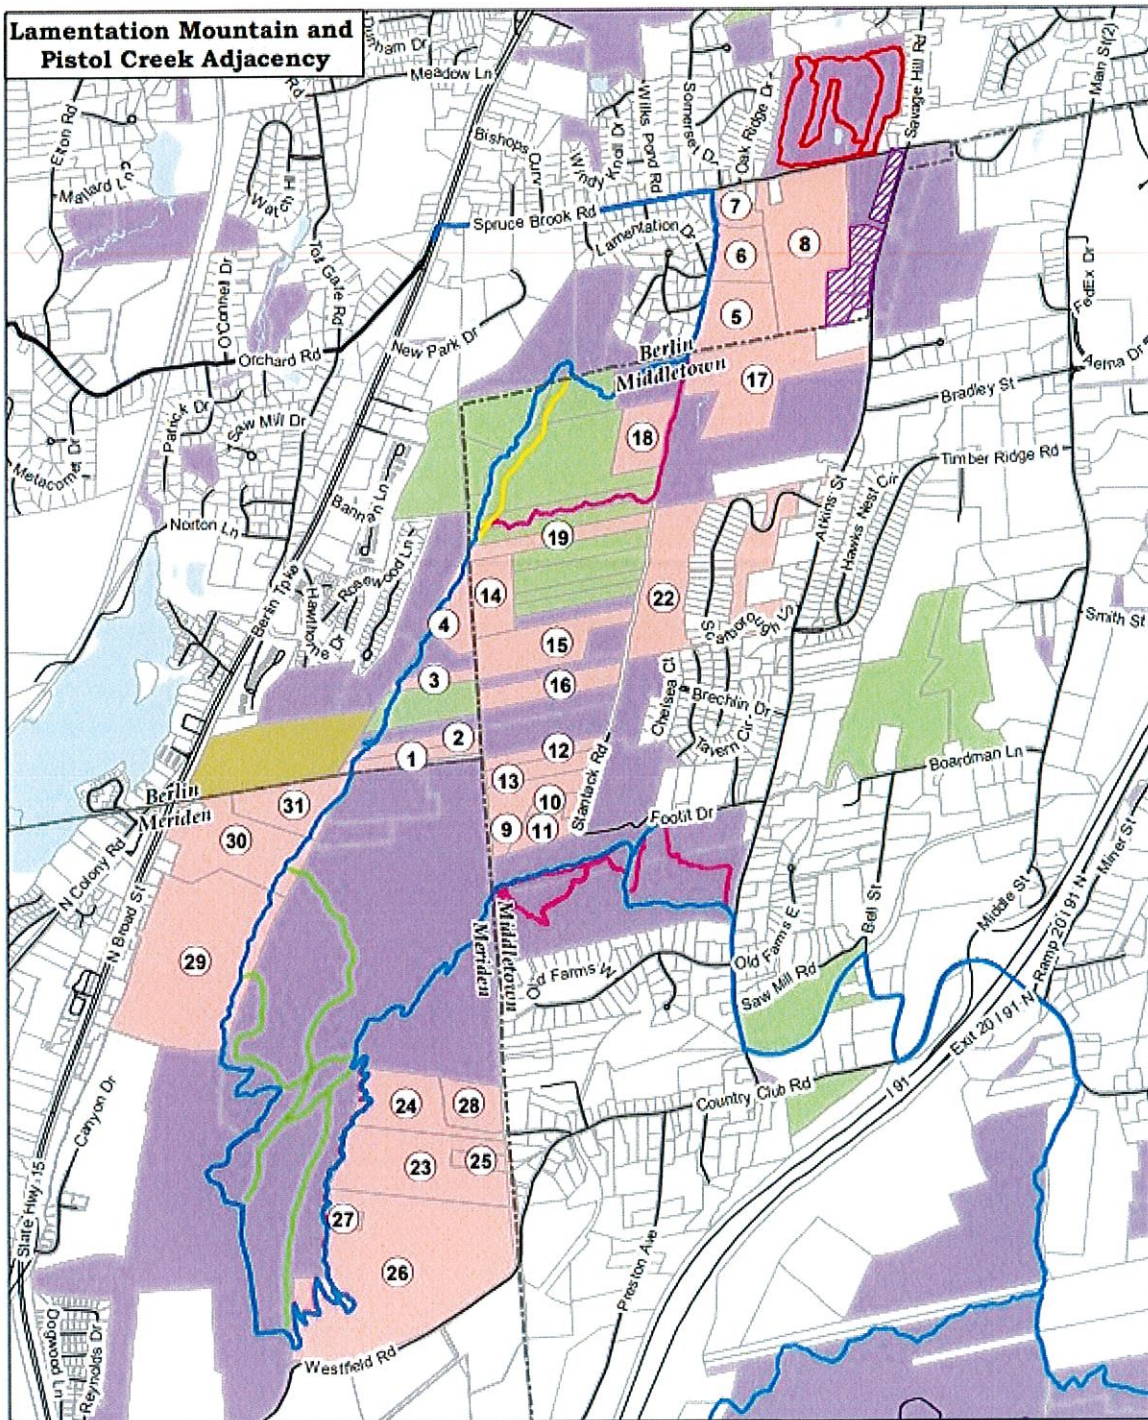 Lamentation Mountain and
Pistol Creek Adjacency
Dunham Dr
Meadow Ln
Rd
Elton Rd
Mallard Ln
Toll Gate Rd
O'Connel Dr
Orchard Rd
Patrick Dr
Saw Mill Dr
Metacomet Dr
Norton Ln
Bishops Curv
Wndy Knoll Dr
Willks Pond Rd
Somerset Dr
Oak Ridge Dr
Savage Hill Rd
Main St(2)
Spruce Brook Rd
Lamentation Dr
New Park Dr
FedEx Dr
Aetna Dr
Bradley St
Timber Ridge Rd
Atkins St
Hawks Nest Cir
Smith St
Berlin
Middletown
Bannan Ln
Rosewood Ln
Hawthorne Dr
Berlin Tpke
Scarborough Ln
Chelsea Ct
Brechlin Dr
Tavern Cir
Boardman Ln
Stantack Rd
Footit Dr
Berlin
Meriden
N Colony Rd
N Broad St
Middletown
Meriden
Old Farms W
Old Farms E
Saw Mill Rd
Bell St
Middle St
Miner St
Exit 20 I 91 N
Ramp 20 I 91 N
I 91
Country Club Rd
Canyon Dr
State Hwy 15
Preston Ave
Westfield Rd
Dogwood Ln
Reynolds Dr
7
6
8
5
17
18
19
14
22
4
15
3
16
2
1
12
13
10
9
11
31
30
29
24
28
23
25
27
26